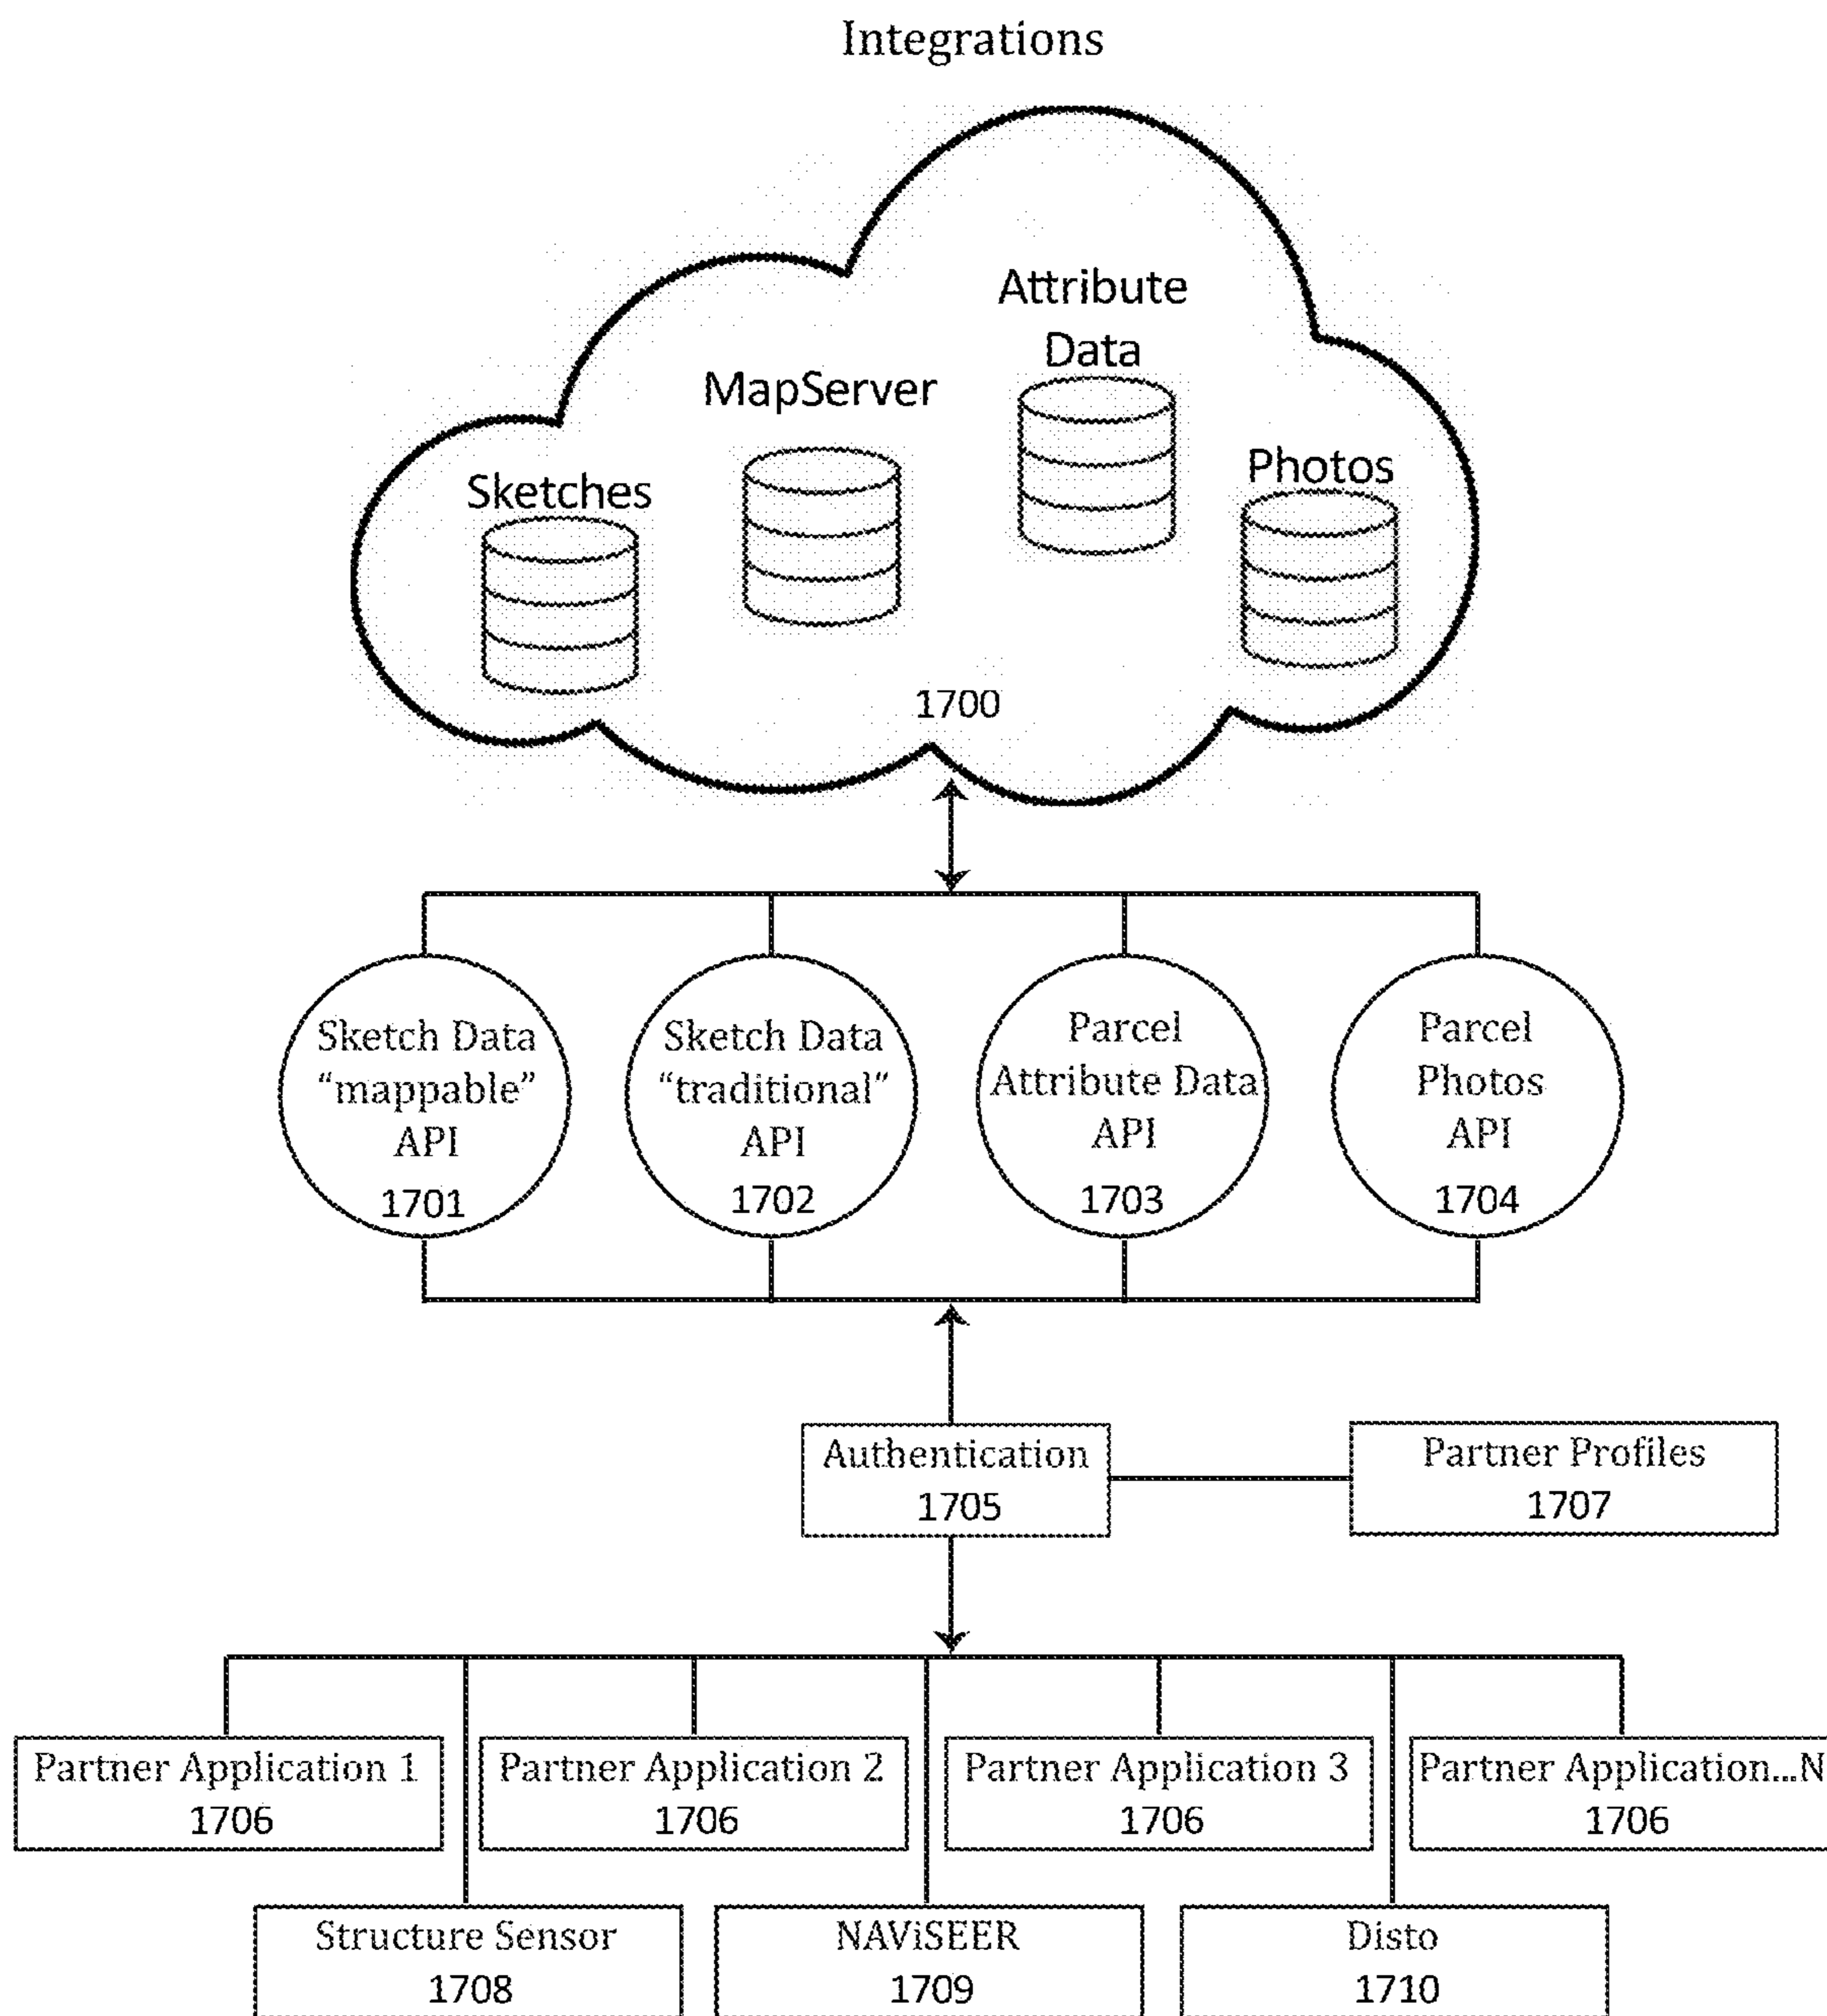 Integrations
Attribute
Data
MapServer
Photos
Sketches
1700
Sketch Data
“mappable”
API
1701
Sketch Data
“traditional”
API
1702
Parcel
Attribute Data
API
1703
Parcel
Photos
API
1704
Authentication
1705
Partner Profiles
1707
Partner Application 1
1706
Partner Application 2
1706
Partner Application 3
1706
Partner Application...N
1706
Structure Sensor
1708
NAViSEER
1709
Disto
1710